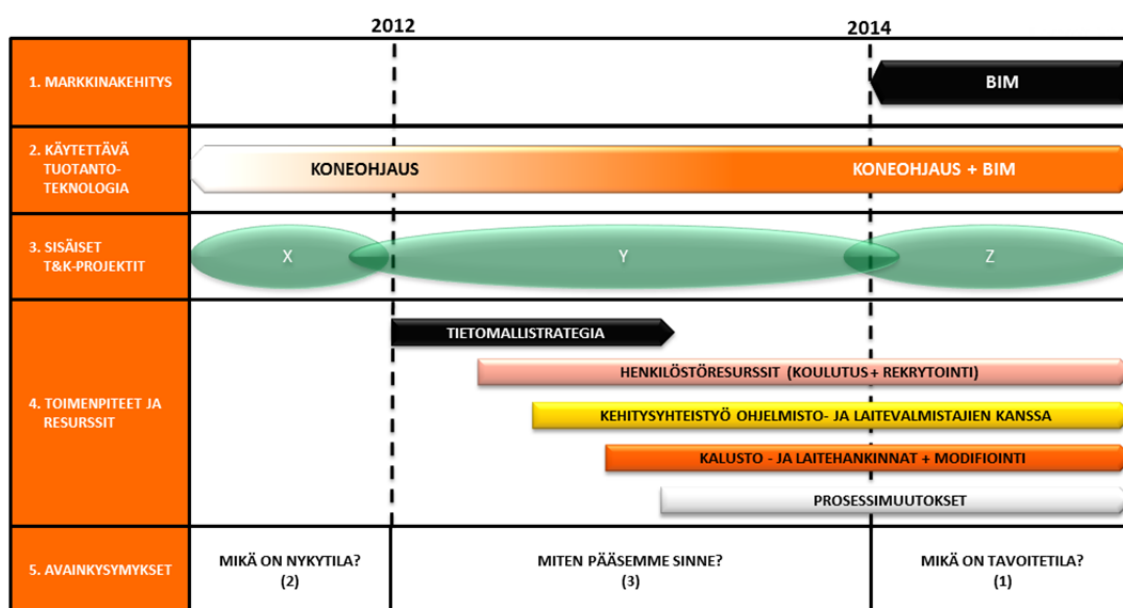 2012
2014
1. MARKKINAKEHITYS
BIM
2. KÄYTETTÄVÄ
TUOTANTO-
TEKNOLOGIA
KONEOHJAUS
KONEOHJAUS + BIM
3. SISÄISET
T&K-PROJEKTIT
X
Y
Z
4. TOIMENPITEET JA
RESURSSIT
TIETOMALLISTRATEGIA
HENKILÖSTÖRESURSSIT (KOULUTUS + REKRYTOINTI)
KEHITYSYHTEISTYÖ OHJELMISTO- JA LAITEVALMISTAJIEN KANSSA
KALUSTO - JA LAITEHANKINNAT + MODIFIOINTI
PROSESSIMUUTOKSET
5. AVAINKYSYMYKSET
MIKÄ ON NYKYTILA?
(2)
MITEN PÄÄSEMME SINNE?
(3)
MIKÄ ON TAVOITETILA?
(1)